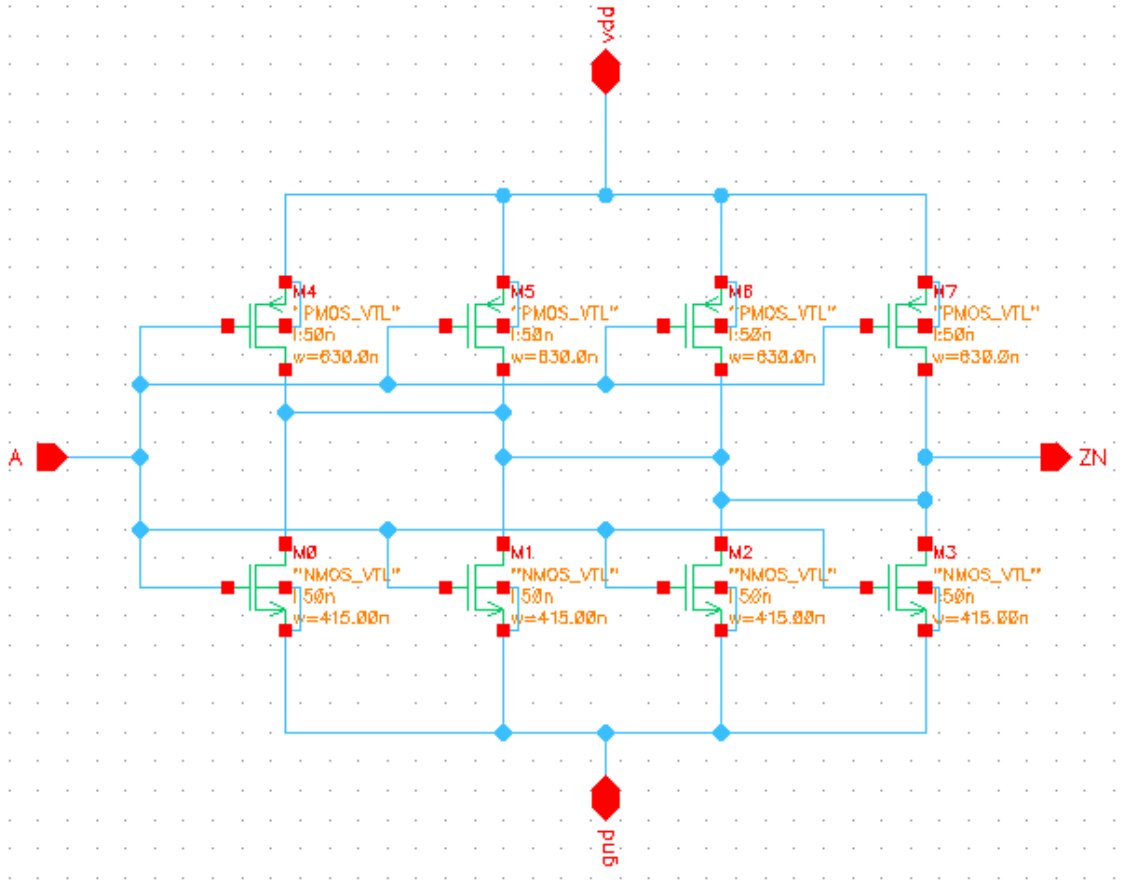 vdd
M4
"PMOS_VTL"
l:50n
w=630.0n
M5
"PMOS_VTL"
l:50n
w=630.0n
M6
"PMOS_VTL"
l:50n
w=630.0n
M7
"PMOS_VTL"
l:50n
w=630.0n
A
ZN
M0
"NMOS_VTL"
l:50n
w=415.00n
M1
"NMOS_VTL"
l:50n
w=415.00n
M2
"NMOS_VTL"
l:50n
w=415.00n
M3
"NMOS_VTL"
l:50n
w=415.00n
gnd